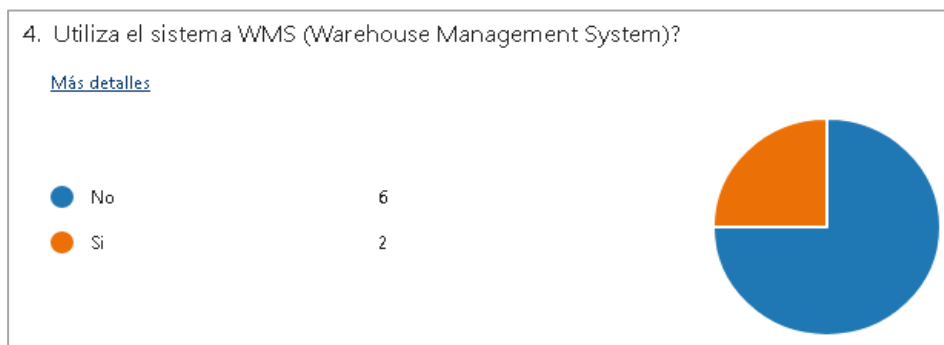 4. Utiliza el sistema WMS (Warehouse Management System)?
Más detalles
No 6
Si 2